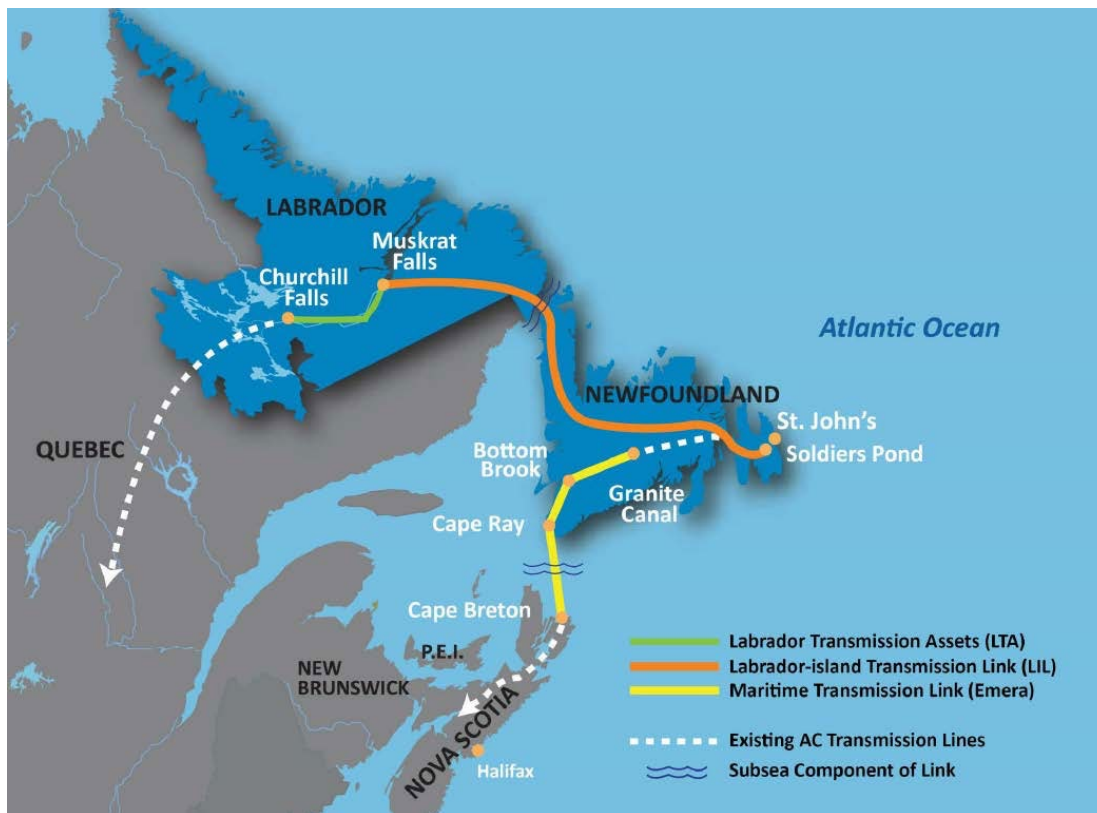 LABRADOR
Muskrat
Falls
Churchill
Falls
Atlantic Ocean
NEWFOUNDLAND
St. John's
Soldiers Pond
QUEBEC
Bottom
Brook
Granite
Canal
Cape Ray
Cape Breton
P.E.I.
NEW
BRUNSWICK
NOVA SCOTIA
Halifax
Labrador Transmission Assets (LTA)
Labrador-island Transmission Link (LIL)
Maritime Transmission Link (Emera)
Existing AC Transmission Lines
Subsea Component of Link